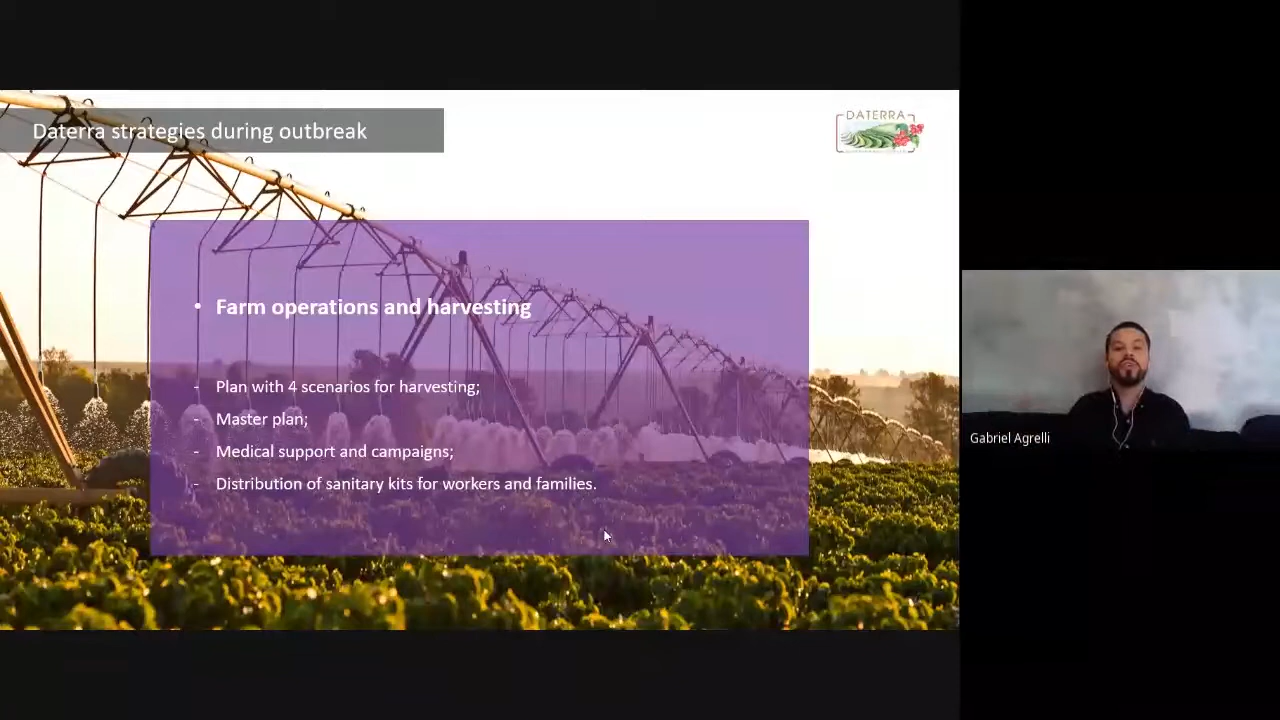 Daterra strategies during outbreak
DATERRA
• Farm operations and harvesting
- Plan with 4 scenarios for harvesting;
- Master plan;
- Medical support and campaigns;
- Distribution of sanitary kits for workers and families.
Gabriel Agrelli